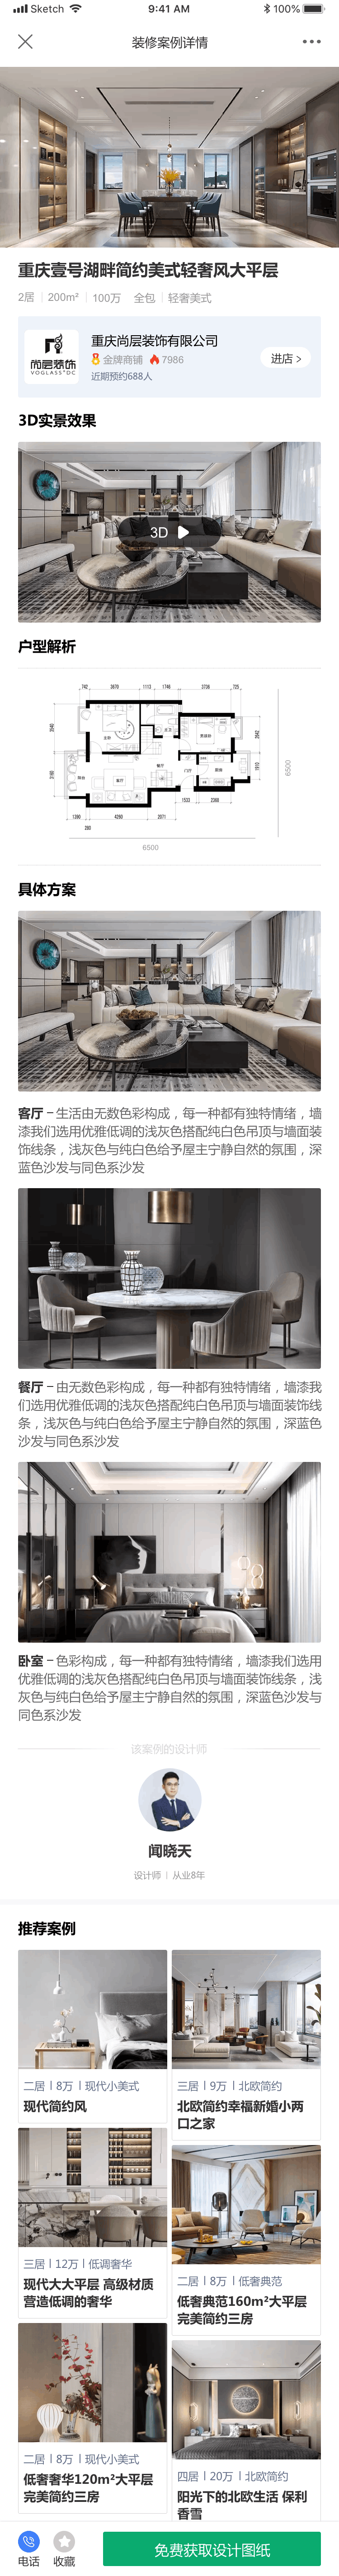 Sketch
9:41 AM
100%
装修案例详情
重庆壹号湖畔简约美式轻奢风大平层
2居 200m² 100万 全包 轻奢美式
尚层装饰
VOGLASS°DC
重庆尚层装饰有限公司
金牌商铺 7986
近期预约688人
进店 >
3D实景效果
3D
户型解析
742 3670 1113 1746 3736 725
6500
6500
具体方案
客厅 – 生活由无数色彩构成，每一种都有独特情绪，墙
漆我们选用优雅低调的浅灰色搭配纯白色吊顶与墙面装
饰线条，浅灰色与纯白色给予屋主宁静自然的氛围，深
蓝色沙发与同色系沙发
餐厅 – 由无数色彩构成，每一种都有独特情绪，墙漆我
们选用优雅低调的浅灰色搭配纯白色吊顶与墙面装饰线
条，浅灰色与纯白色给予屋主宁静自然的氛围，深蓝色
沙发与同色系沙发
卧室 – 色彩构成，每一种都有独特情绪，墙漆我们选用
优雅低调的浅灰色搭配纯白色吊顶与墙面装饰线条，浅
灰色与纯白色给予屋主宁静自然的氛围，深蓝色沙发与
同色系沙发
该案例的设计师
闻晓天
设计师 | 从业8年
推荐案例
二居 | 8万 | 现代小美式
现代简约风
三居 | 9万 | 北欧简约
北欧简约幸福新婚小两
口之家
三居 | 12万 | 低调奢华
现代大大平层 高级材质
营造低调的奢华
二居 | 8万 | 低奢典范
低奢典范160m²大平层
完美简约三房
二居 | 8万 | 现代小美式
低奢奢华120m²大平层
完美简约三房
四居 | 20万 | 北欧简约
阳光下的北欧生活 保利
香雪
电话
收藏
免费获取设计图纸